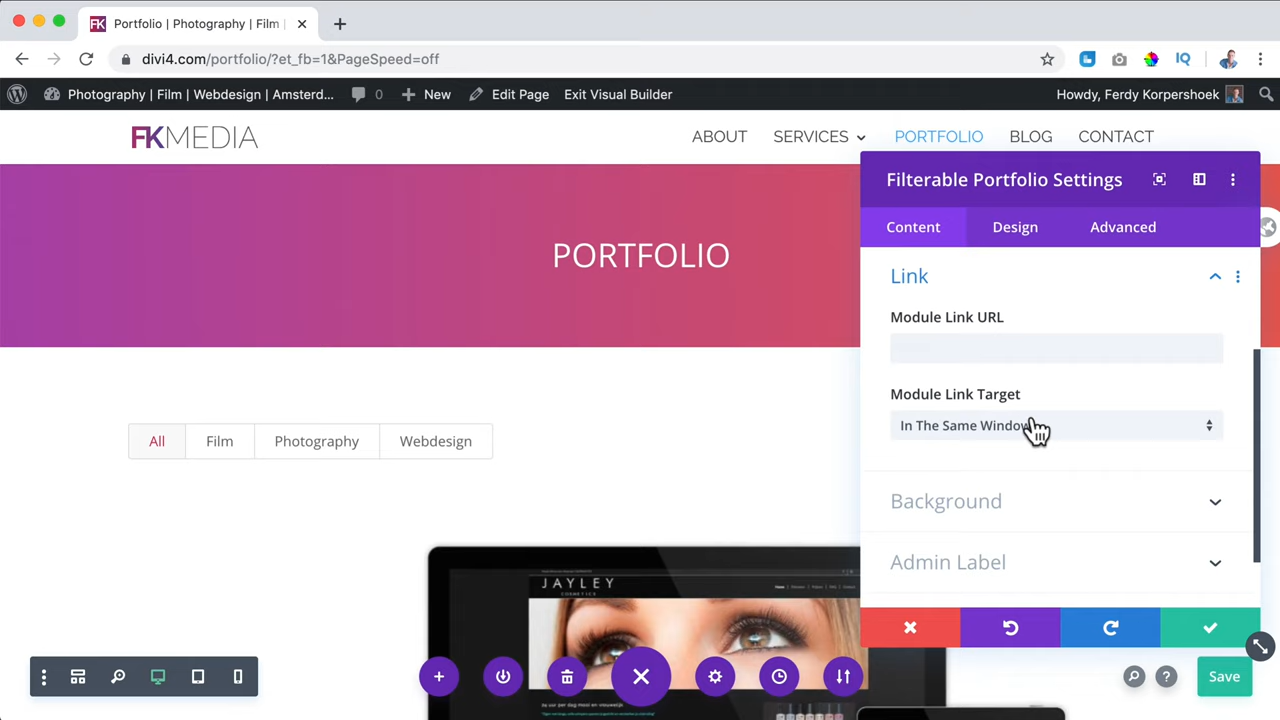 FK Portfolio | Photography | Film |
divi4.com/portfolio/?et_fb=1&PageSpeed=off
IQ
Photography | Film | Webdesign | Amsterd... 0 New Edit Page Exit Visual Builder Howdy, Ferdy Korpershoek
FKMEDIA ABOUT SERVICES PORTFOLIO BLOG CONTACT
Filterable Portfolio Settings
Content Design Advanced
PORTFOLIO
Link
Module Link URL
Module Link Target
In The Same Window
All Film Photography Webdesign
Background
Admin Label
JAYLEY
COSMETICS
?
Save